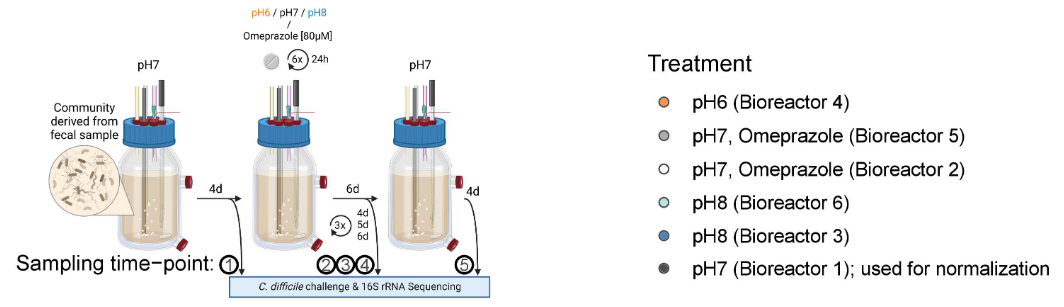 pH6 / pH7 / pH8
/
Omeprazole [80µM]
6x 24h
pH7
pH7
Community
derived from
fecal sample
4d
6d
4d
3x
4d
5d
6d
Sampling time−point: 1 2 3 4 5
C. difficile challenge & 16S rRNA Sequencing
Treatment
pH6 (Bioreactor 4)
pH7, Omeprazole (Bioreactor 5)
pH7, Omeprazole (Bioreactor 2)
pH8 (Bioreactor 6)
pH8 (Bioreactor 3)
pH7 (Bioreactor 1); used for normalization